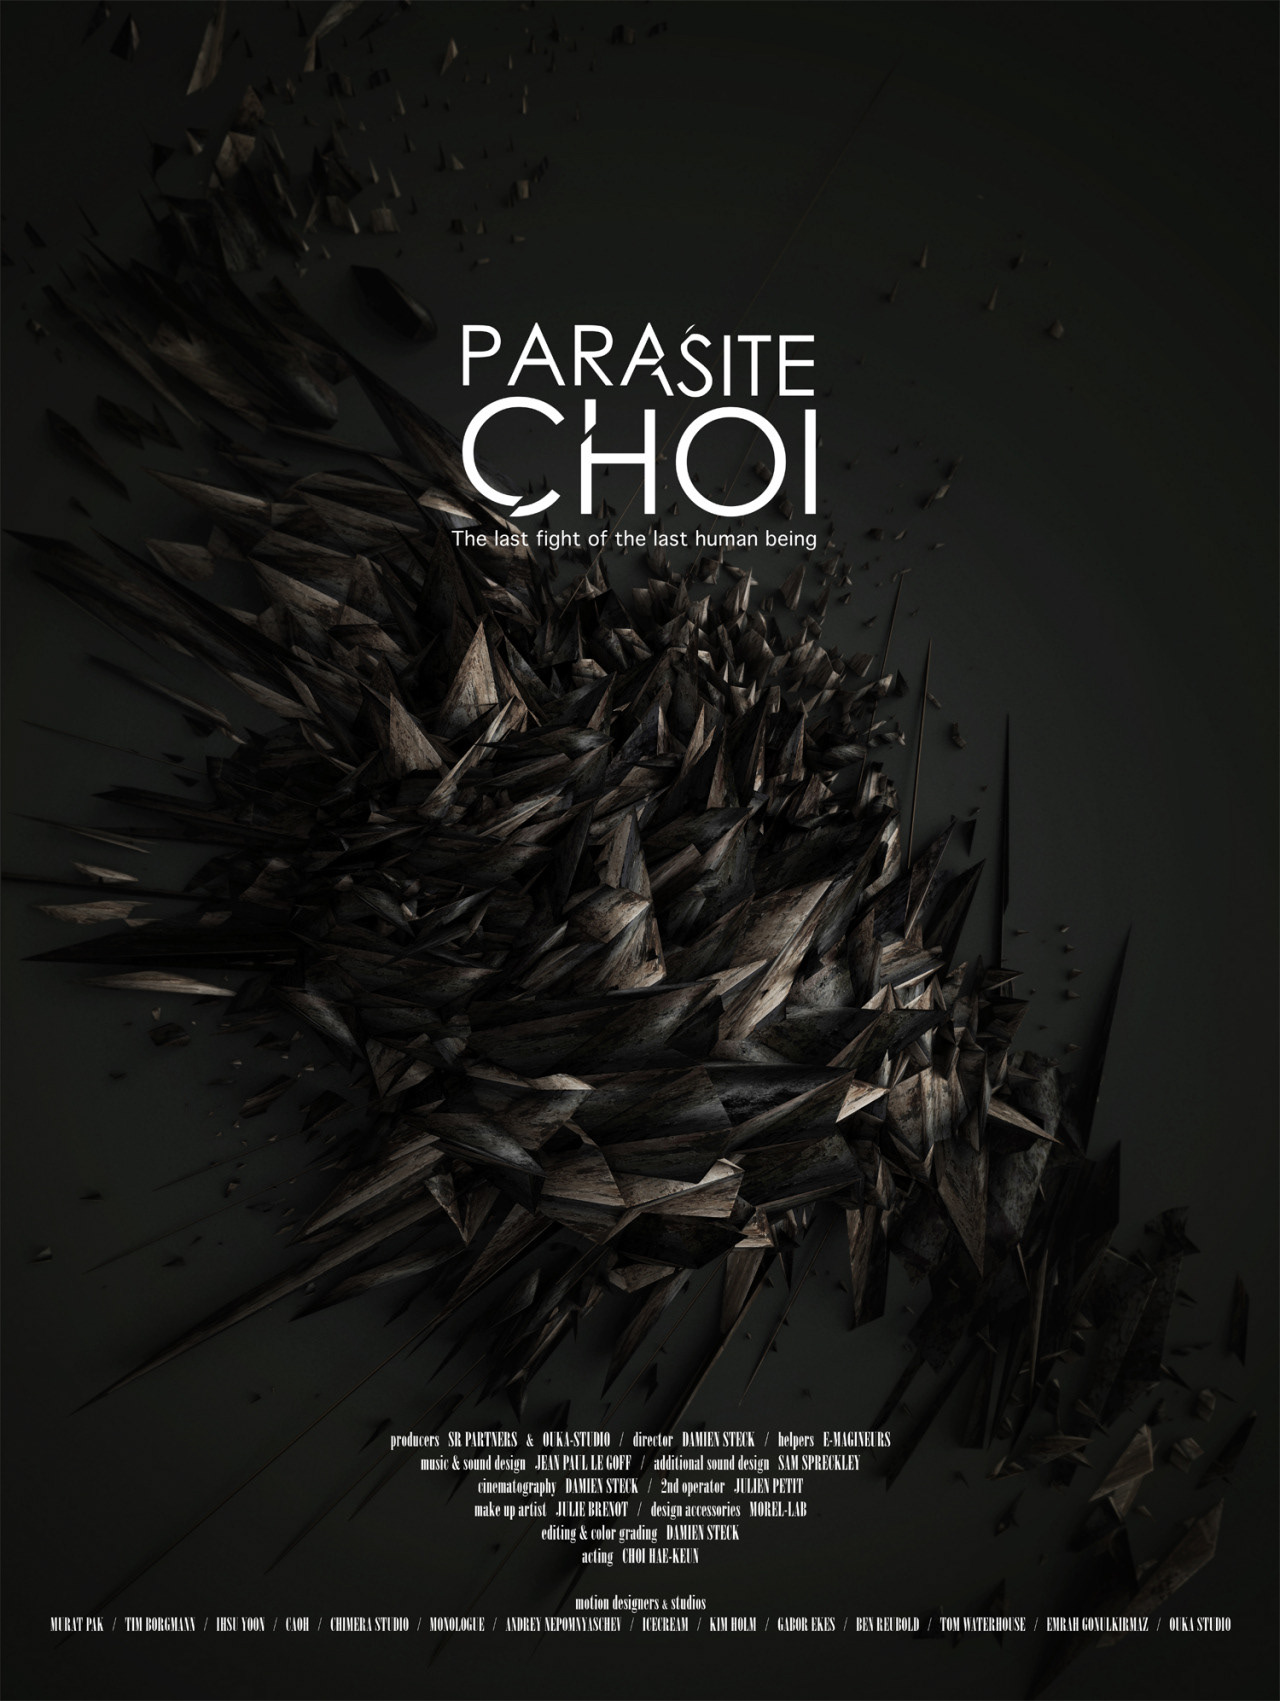 PARASITE
CHOI
The last fight of the last human being
producers SR PARTNERS & OUKA-STUDIO / director DAMIEN STECK / helpers E-MAGINEURS
music & sound design JEAN PAUL LE GOFF / additional sound design SAM SPRECKLEY
cinematography DAMIEN STECK / 2nd operator JULIEN PETIT
make up artist JULIE BRENOT / design accessories MOREL-LAB
editing & color grading DAMIEN STECK
acting CHOI HAE-KEUN
motion designers & studios
MURAT PAK / TIM BORGMANN / IHSU YOON / CAOH / CHIMERA STUDIO / MONOLOGUE / ANDREY NEPOMNYASCHEV / ICECREAM / KIM HOLM / GABOR EKES / BEN REUBOLD / TOM WATERHOUSE / EMRAH GONULKIRMAZ / OUKA STUDIO